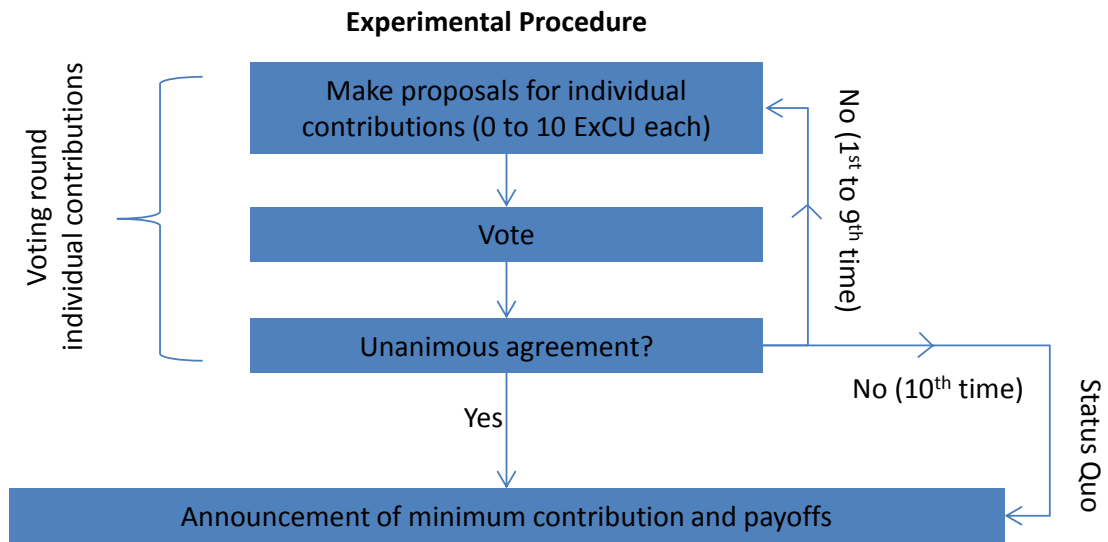 Experimental Procedure
Make proposals for individual
contributions (0 to 10 ExCU each)
Vote
Unanimous agreement?
Yes
Announcement of minimum contribution and payoffs
Voting round
individual contributions
No (1st to 9th time)
No (10th time)
Status Quo